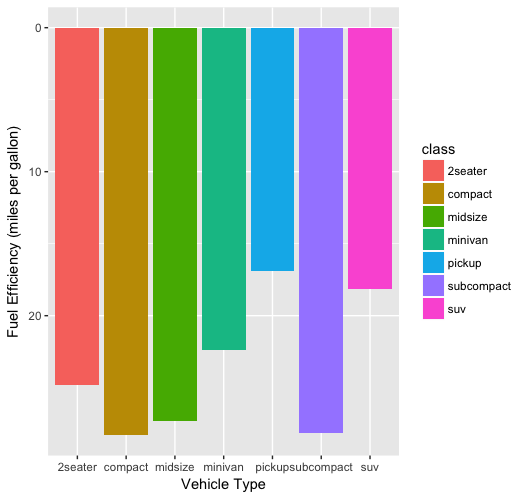 0
10
20
Fuel Efficiency (miles per gallon)
2seater compact midsize minivan pickup subcompact suv
Vehicle Type
class
2seater
compact
midsize
minivan
pickup
subcompact
suv